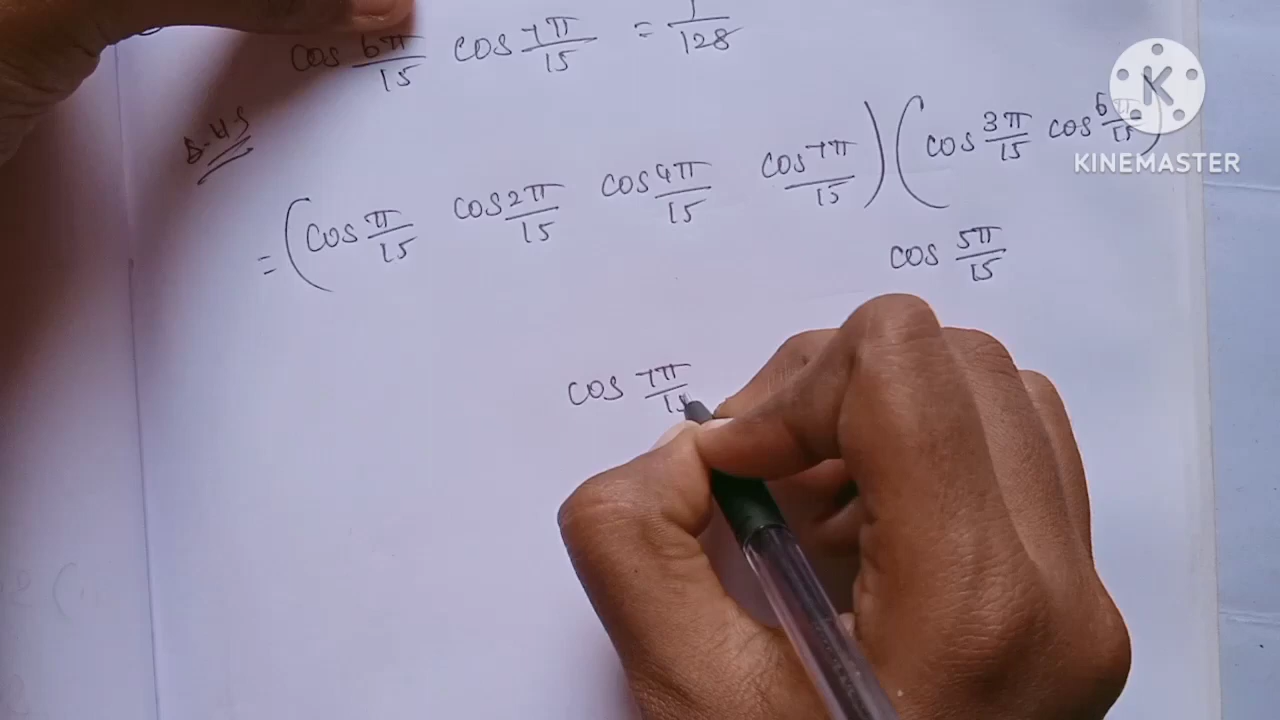 cos 6π/15 cos 7π/15 = 1/128
= (cos π/15 cos 2π/15 cos 4π/15 cos 7π/15) (cos 3π/15 cos 6π/15)
cos 5π/15
cos 7π/15
KINEMASTER